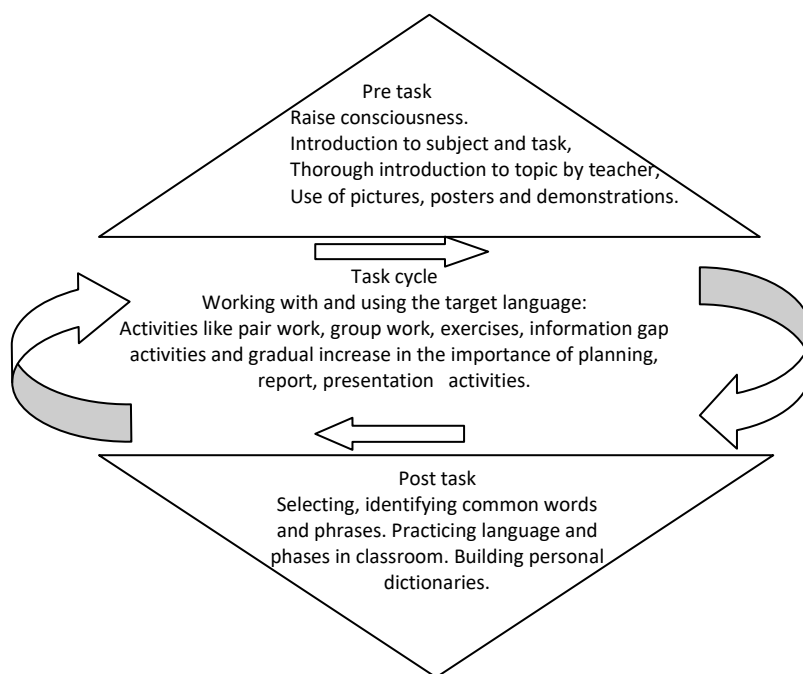 Pre task
Raise consciousness.
Introduction to subject and task,
Thorough introduction to topic by teacher,
Use of pictures, posters and demonstrations.
Task cycle
Working with and using the target language:
Activities like pair work, group work, exercises, information gap
activities and gradual increase in the importance of planning,
report, presentation activities.
Post task
Selecting, identifying common words
and phrases. Practicing language and
phases in classroom. Building personal
dictionaries.